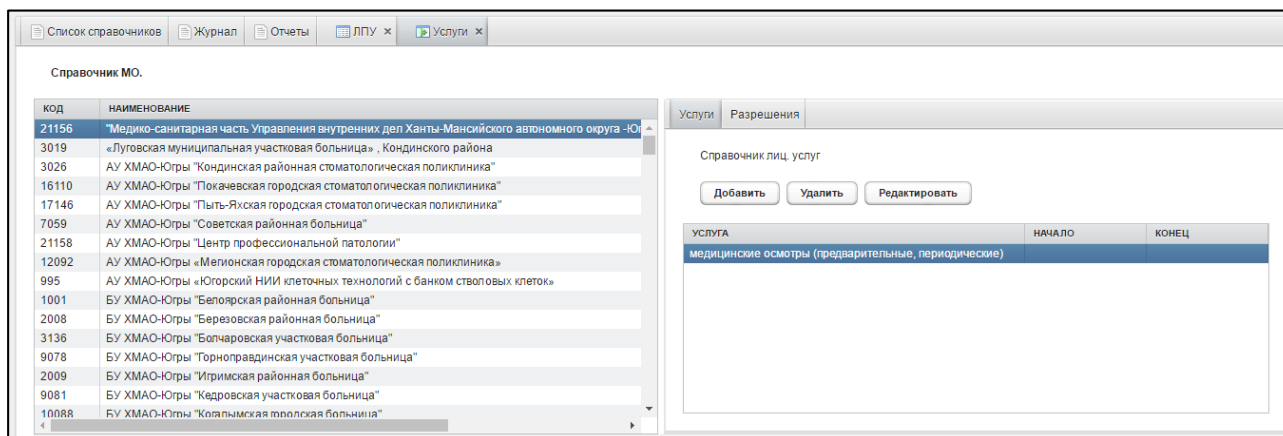 Список справочников Журнал Отчеты ЛПУ × Услуги ×
Справочник МО.
КОД НАИМЕНОВАНИЕ
21156 "Медико-санитарная часть Управления внутренних дел Ханты-Мансийского автономного округа -Юг
3019 «Луговская муниципальная участковая больница» , Кондинского района
3026 АУ ХМАО-Югры "Кондинская районная стоматологическая поликлиника"
16110 АУ ХМАО-Югры "Покачевская городская стоматологическая поликлиника"
17146 АУ ХМАО-Югры "Пыть-Яхская городская стоматологическая поликлиника"
7059 АУ ХМАО-Югры "Советская районная больница"
21158 АУ ХМАО-Югры "Центр профессиональной патологии"
12092 АУ ХМАО-Югры «Мегионская городская стоматологическая поликлиника»
995 АУ ХМАО-Югры «Югорский НИИ клеточных технологий с банком стволовых клеток»
1001 БУ ХМАО-Югры "Белоярская районная больница"
2008 БУ ХМАО-Югры "Березовская районная больница"
3136 БУ ХМАО-Югры "Болчаровская участковая больница"
9078 БУ ХМАО-Югры "Горноправдинская участковая больница"
2009 БУ ХМАО-Югры "Игримская районная больница"
9081 БУ ХМАО-Югры "Кедровская участковая больница"
10088 БУ ХМАО-Югры "Когалымская городская больница"
Услуги Разрешения
Справочник лиц. услуг
Добавить Удалить Редактировать
УСЛУГА НАЧАЛО КОНЕЦ
медицинские осмотры (предварительные, периодические)